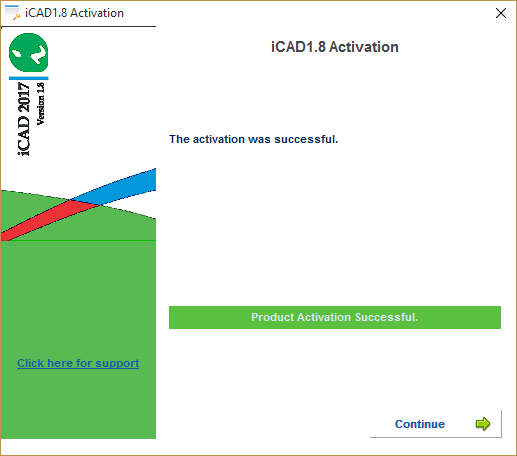 iCAD1.8 Activation
iCAD 2017
Version 1.8
iCAD1.8 Activation
The activation was successful.
Product Activation Successful.
Click here for support
Continue